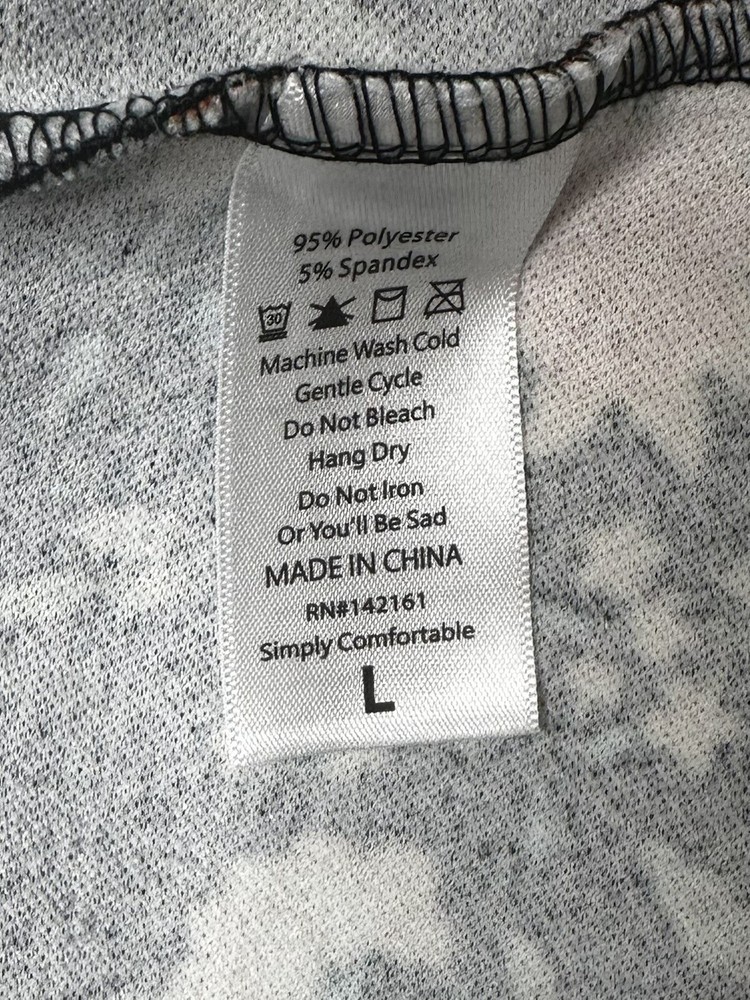 95% Polyester
5% Spandex
30
Machine Wash Cold
Gentle Cycle
Do Not Bleach
Hang Dry
Do Not Iron
Or You'll Be Sad
MADE IN CHINA
RN#142161
Simply Comfortable
L